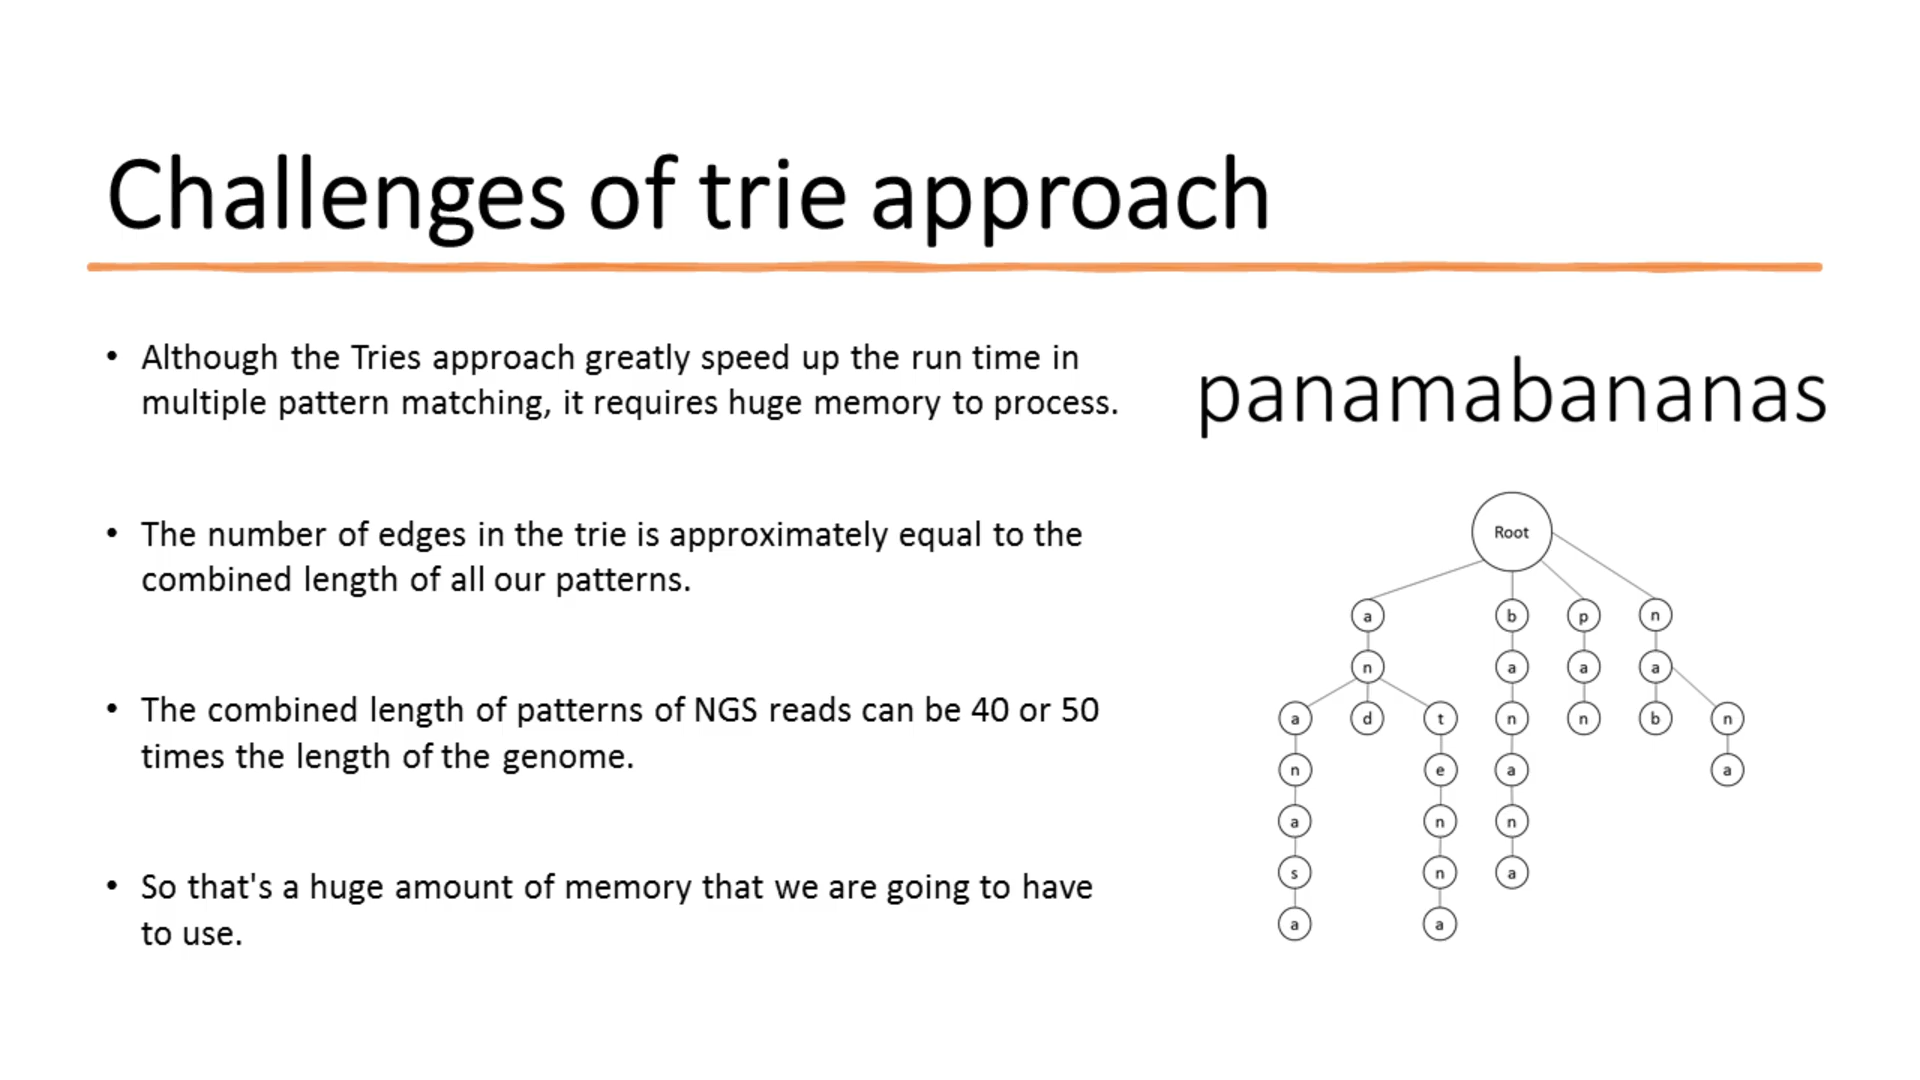 Challenges of trie approach
• Although the Tries approach greatly speed up the run time in
multiple pattern matching, it requires huge memory to process.
• The number of edges in the trie is approximately equal to the
combined length of all our patterns.
• The combined length of patterns of NGS reads can be 40 or 50
times the length of the genome.
• So that's a huge amount of memory that we are going to have
to use.
panamabananas
Root
a b p n
n a a a
a d t n n b n
n e a a
a n n
s n a
a a